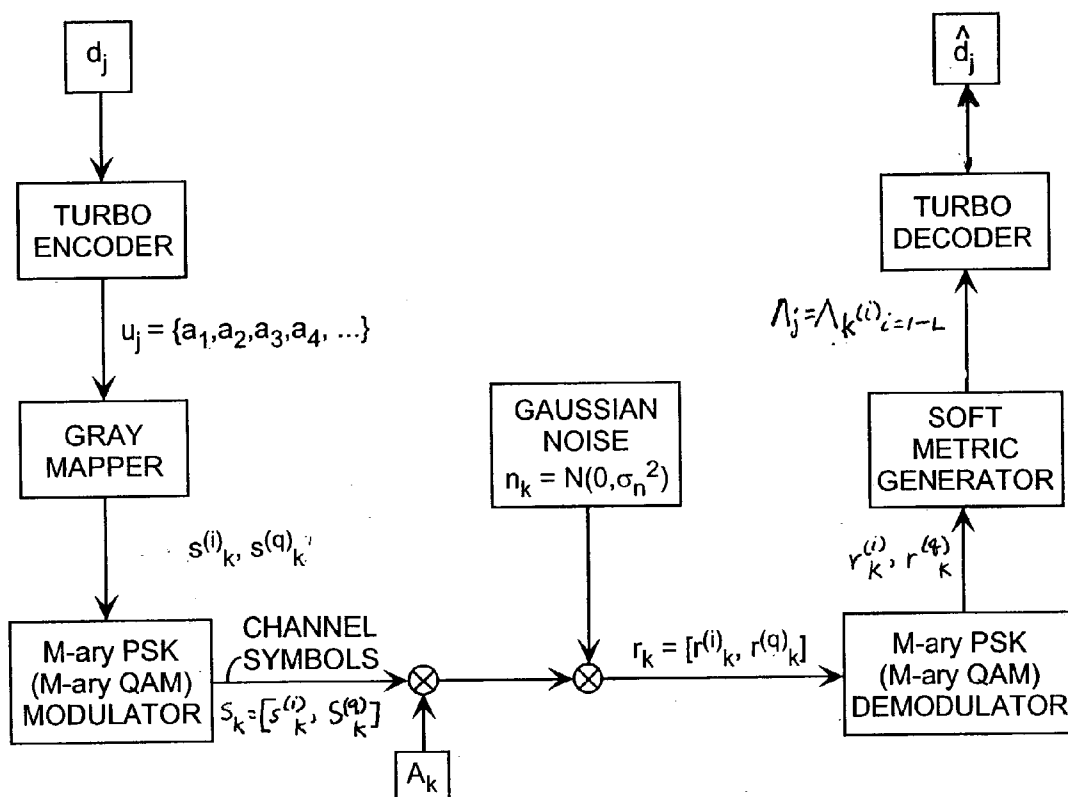 d_j
TURBO
ENCODER
u_j = {a_1,a_2,a_3,a_4, ...}
GRAY
MAPPER
s^(i)_k, s^(q)_k
M-ary PSK
(M-ary QAM)
MODULATOR
CHANNEL
SYMBOLS
S_k=[s^(i)_k, S^(q)_k]
A_k
GAUSSIAN
NOISE
n_k = N(0,σ_n^2)
r_k = [r^(i)_k, r^(q)_k]
M-ary PSK
(M-ary QAM)
DEMODULATOR
r^(i)_k, r^(q)_k
SOFT
METRIC
GENERATOR
Λ_j=Λ_k^(i)_i=1-L
TURBO
DECODER
d̂_j